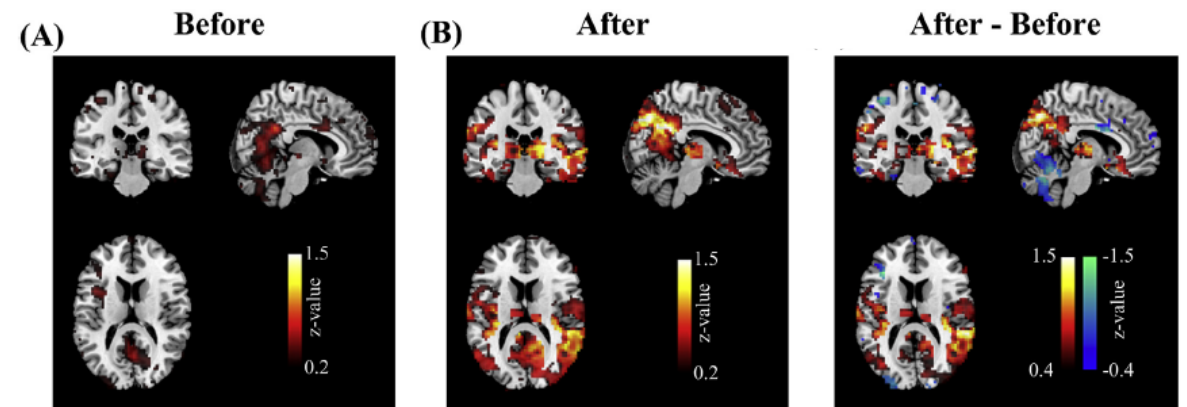 (A)
Before
(B)
After
After - Before
1.5
z-value
0.2
1.5
z-value
0.2
1.5
-1.5
z-value
0.4
-0.4